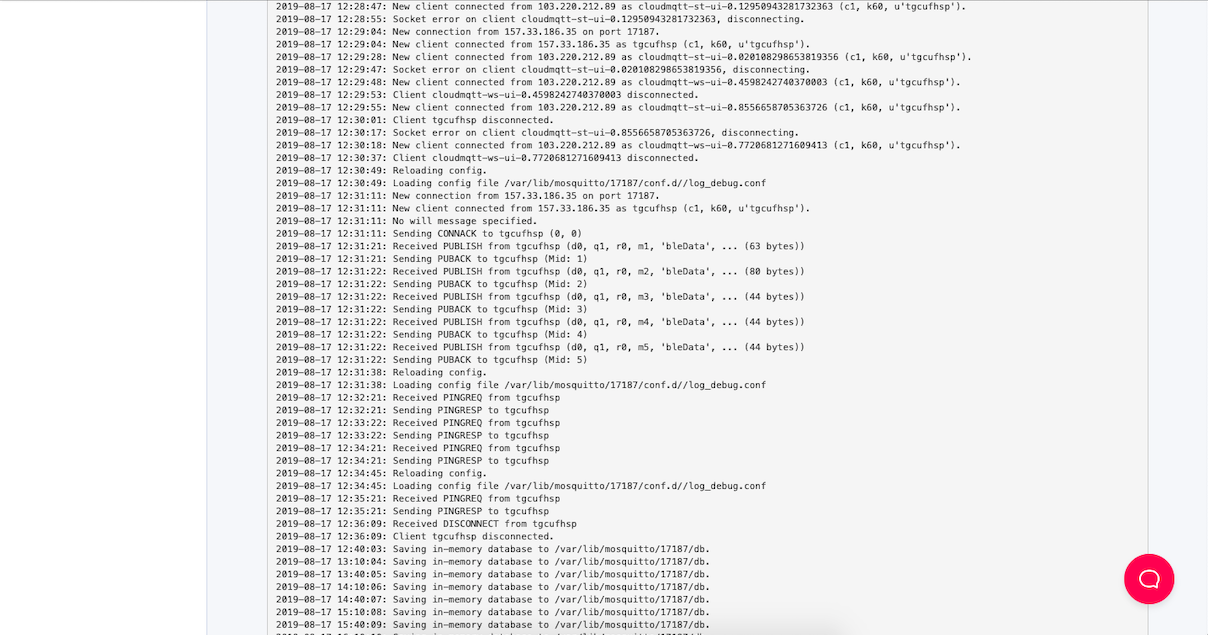 2019-08-17 12:28:47: New client connected from 103.220.212.89 as cloudmqtt-st-ui-0.12950943281732363 (c1, k60, u'tgcufhsp').
2019-08-17 12:28:55: Socket error on client cloudmqtt-st-ui-0.12950943281732363, disconnecting.
2019-08-17 12:29:04: New connection from 157.33.186.35 on port 17187.
2019-08-17 12:29:04: New client connected from 157.33.186.35 as tgcufhsp (c1, k60, u'tgcufhsp').
2019-08-17 12:29:28: New client connected from 103.220.212.89 as cloudmqtt-st-ui-0.020108298653819356 (c1, k60, u'tgcufhsp').
2019-08-17 12:29:47: Socket error on client cloudmqtt-st-ui-0.020108298653819356, disconnecting.
2019-08-17 12:29:48: New client connected from 103.220.212.89 as cloudmqtt-ws-ui-0.4598242740370003 (c1, k60, u'tgcufhsp').
2019-08-17 12:29:53: Client cloudmqtt-ws-ui-0.4598242740370003 disconnected.
2019-08-17 12:29:55: New client connected from 103.220.212.89 as cloudmqtt-st-ui-0.8556658705363726 (c1, k60, u'tgcufhsp').
2019-08-17 12:30:01: Client tgcufhsp disconnected.
2019-08-17 12:30:17: Socket error on client cloudmqtt-st-ui-0.8556658705363726, disconnecting.
2019-08-17 12:30:18: New client connected from 103.220.212.89 as cloudmqtt-ws-ui-0.7720681271609413 (c1, k60, u'tgcufhsp').
2019-08-17 12:30:37: Client cloudmqtt-ws-ui-0.7720681271609413 disconnected.
2019-08-17 12:30:49: Reloading config.
2019-08-17 12:30:49: Loading config file /var/lib/mosquitto/17187/conf.d//log_debug.conf
2019-08-17 12:31:11: New connection from 157.33.186.35 on port 17187.
2019-08-17 12:31:11: New client connected from 157.33.186.35 as tgcufhsp (c1, k60, u'tgcufhsp').
2019-08-17 12:31:11: No will message specified.
2019-08-17 12:31:11: Sending CONNACK to tgcufhsp (0, 0)
2019-08-17 12:31:21: Received PUBLISH from tgcufhsp (d0, q1, r0, m1, 'bleData', ... (63 bytes))
2019-08-17 12:31:21: Sending PUBACK to tgcufhsp (Mid: 1)
2019-08-17 12:31:22: Received PUBLISH from tgcufhsp (d0, q1, r0, m2, 'bleData', ... (80 bytes))
2019-08-17 12:31:22: Sending PUBACK to tgcufhsp (Mid: 2)
2019-08-17 12:31:22: Received PUBLISH from tgcufhsp (d0, q1, r0, m3, 'bleData', ... (44 bytes))
2019-08-17 12:31:22: Sending PUBACK to tgcufhsp (Mid: 3)
2019-08-17 12:31:22: Received PUBLISH from tgcufhsp (d0, q1, r0, m4, 'bleData', ... (44 bytes))
2019-08-17 12:31:22: Sending PUBACK to tgcufhsp (Mid: 4)
2019-08-17 12:31:22: Received PUBLISH from tgcufhsp (d0, q1, r0, m5, 'bleData', ... (44 bytes))
2019-08-17 12:31:22: Sending PUBACK to tgcufhsp (Mid: 5)
2019-08-17 12:31:38: Reloading config.
2019-08-17 12:31:38: Loading config file /var/lib/mosquitto/17187/conf.d//log_debug.conf
2019-08-17 12:32:21: Received PINGREQ from tgcufhsp
2019-08-17 12:32:21: Sending PINGRESP to tgcufhsp
2019-08-17 12:33:22: Received PINGREQ from tgcufhsp
2019-08-17 12:33:22: Sending PINGRESP to tgcufhsp
2019-08-17 12:34:21: Received PINGREQ from tgcufhsp
2019-08-17 12:34:21: Sending PINGRESP to tgcufhsp
2019-08-17 12:34:45: Reloading config.
2019-08-17 12:34:45: Loading config file /var/lib/mosquitto/17187/conf.d//log_debug.conf
2019-08-17 12:35:21: Received PINGREQ from tgcufhsp
2019-08-17 12:35:21: Sending PINGRESP to tgcufhsp
2019-08-17 12:36:09: Received DISCONNECT from tgcufhsp
2019-08-17 12:36:09: Client tgcufhsp disconnected.
2019-08-17 12:40:03: Saving in-memory database to /var/lib/mosquitto/17187/db.
2019-08-17 13:10:04: Saving in-memory database to /var/lib/mosquitto/17187/db.
2019-08-17 13:40:05: Saving in-memory database to /var/lib/mosquitto/17187/db.
2019-08-17 14:10:06: Saving in-memory database to /var/lib/mosquitto/17187/db.
2019-08-17 14:40:07: Saving in-memory database to /var/lib/mosquitto/17187/db.
2019-08-17 15:10:08: Saving in-memory database to /var/lib/mosquitto/17187/db.
2019-08-17 15:40:09: Saving in-memory database to /var/lib/mosquitto/17187/db.